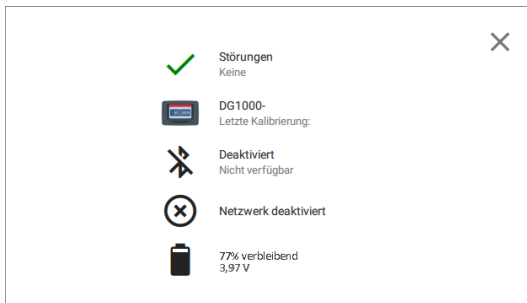 Störungen
Keine
DG1000-
Letzte Kalibrierung:
Deaktiviert
Nicht verfügbar
Netzwerk deaktiviert
77% verbleibend
3,97 V